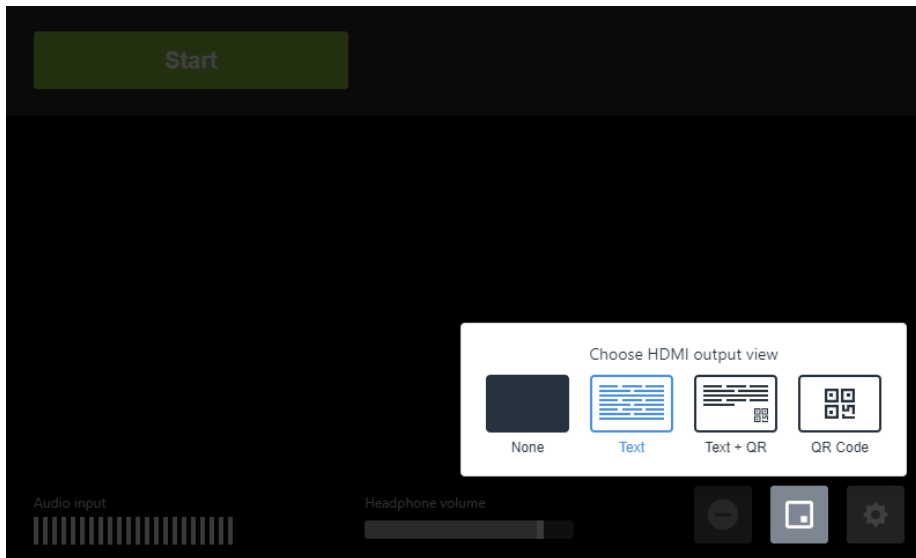 Start
Choose HDMI output view
None
Text
Text + QR
QR Code
Audio input
Headphone volume